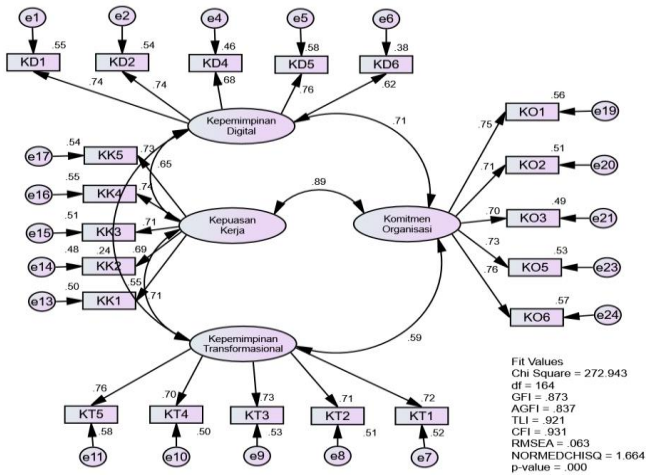 e1 e2 e4 e5 e6
.55 .54 .46 .58 .38
KD1 KD2 KD4 KD5 KD6
.74 .74 .68 .76 .62
Kepemimpinan
Digital
.71
.56
.75 KO1 e19
.51
.71 KO2 e20
.49
.70 KO3 e21
.53
.73 KO5 e23
.57
.76 KO6 e24
.54 .73
e17 KK5
.65
.55 .74
e16 KK4
.51 .71
e15 KK3
.48 .24 .69
e14 KK2
.50 .55 .71
e13 KK1
Kepuasan
Kerja
.89
Komitmen
Organisasi
.59
Kepemimpinan
Transformasional
.76 .70 .73 .71 .72
KT5 KT4 KT3 KT2 KT1
.58 .50 .53 .51 .52
e11 e10 e9 e8 e7
Fit Values
Chi Square = 272.943
df = 164
GFI = .873
AGFI = .837
TLI = .921
CFI = .931
RMSEA = .063
NORMEDCHISQ = 1.664
p-value = .000